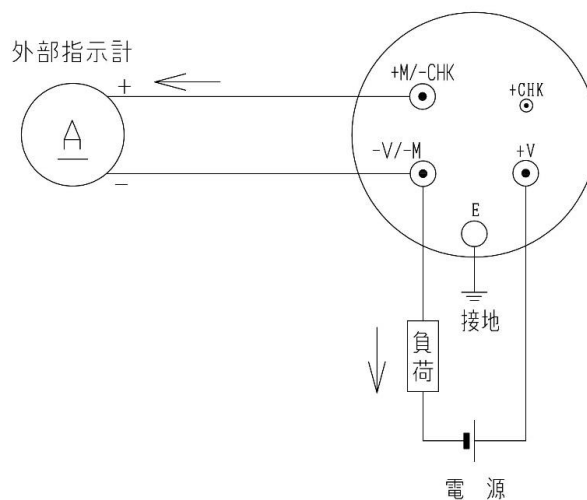 外部指示計
+
A
−
+M/-CHK
+CHK
-V/-M
+V
E
接地
負荷
電 源